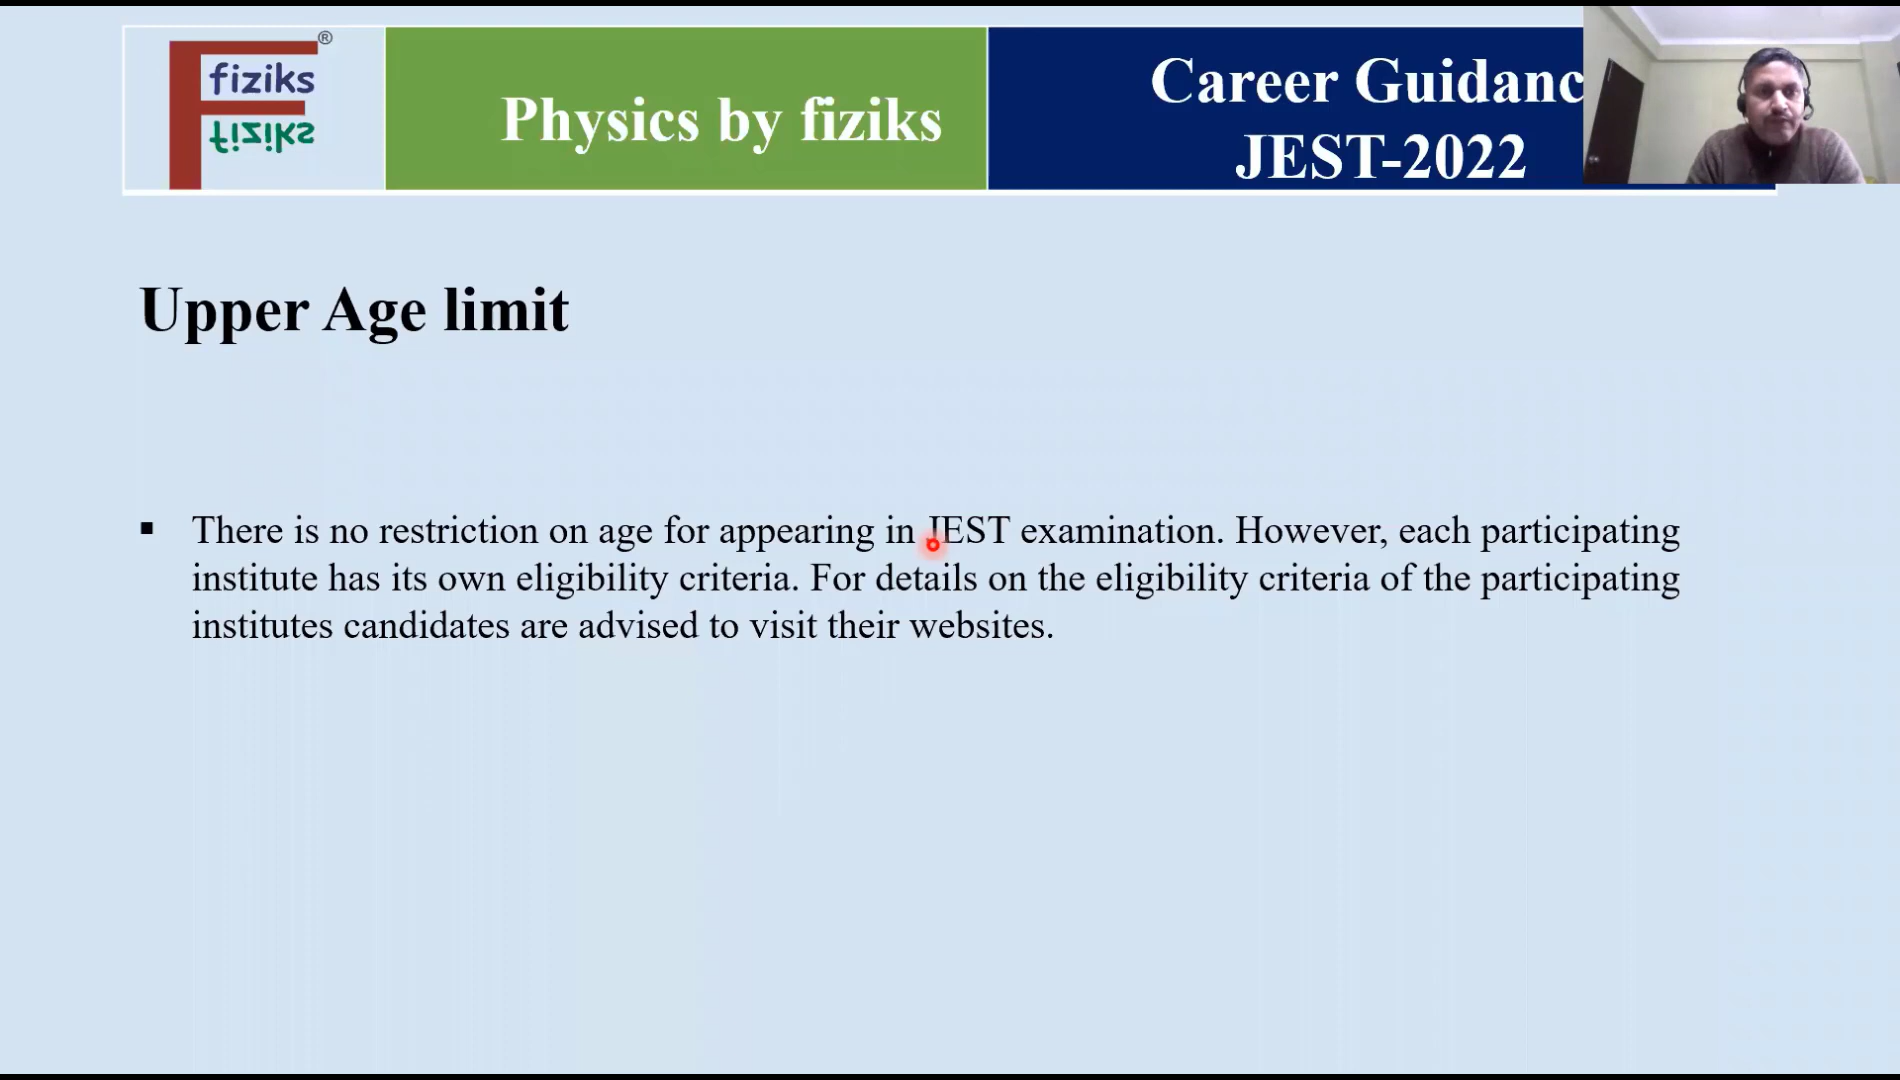 fiziks
®
fiziks
Physics by fiziks
Career Guidanc
JEST-2022
Upper Age limit
▪ There is no restriction on age for appearing in JEST examination. However, each participating
institute has its own eligibility criteria. For details on the eligibility criteria of the participating
institutes candidates are advised to visit their websites.